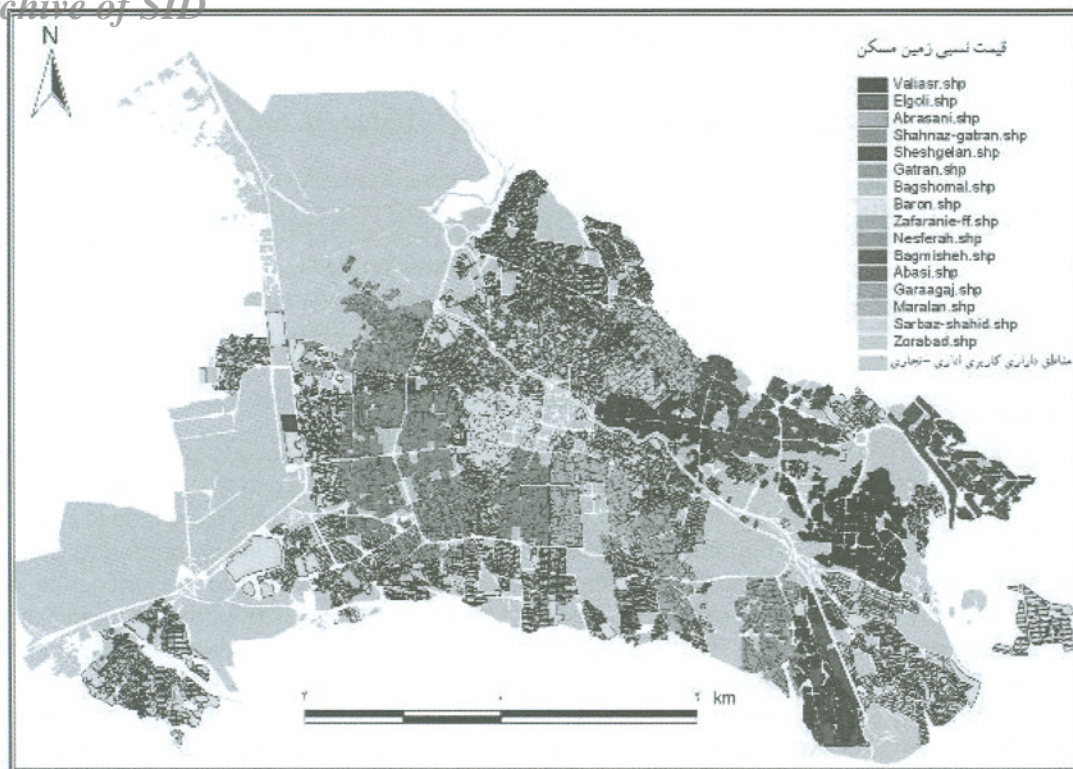 Archive of SID
N
قیمت نسبی زمین مسکن
Valiasr.shp
Elgoli.shp
Abrasani.shp
Shahnaz-gatran.shp
Sheshgelan.shp
Gatran.shp
Bagshomal.shp
Baron.shp
Zafaranie-ff.shp
Nesferah.shp
Bagmisheh.shp
Abasi.shp
Garaagaj.shp
Maralan.shp
Sarbaz-shahid.shp
Zorabad.shp
مناطق دارای کاربری اداری - تجاری
۲ ۰ ۲ km